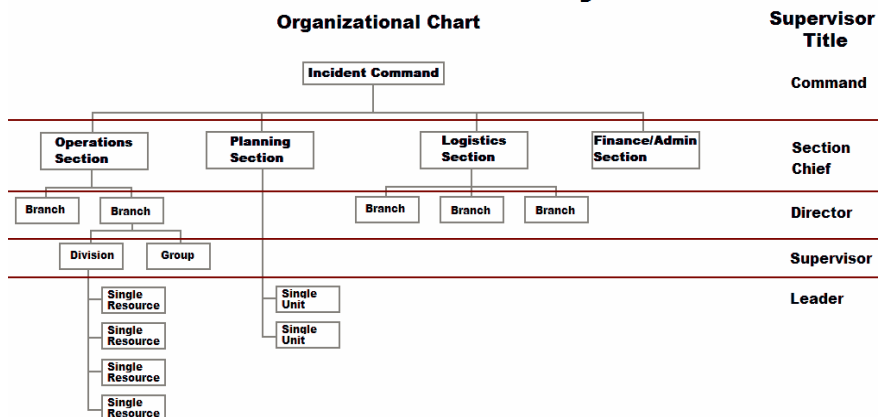 Organizational Chart
Supervisor
Title
Incident Command
Command
Operations
Section
Planning
Section
Logistics
Section
Finance/Admin
Section
Section
Chief
Branch
Branch
Branch
Branch
Branch
Director
Division
Group
Supervisor
Single
Resource
Single
Unit
Leader
Single
Resource
Single
Unit
Single
Resource
Single
Resource